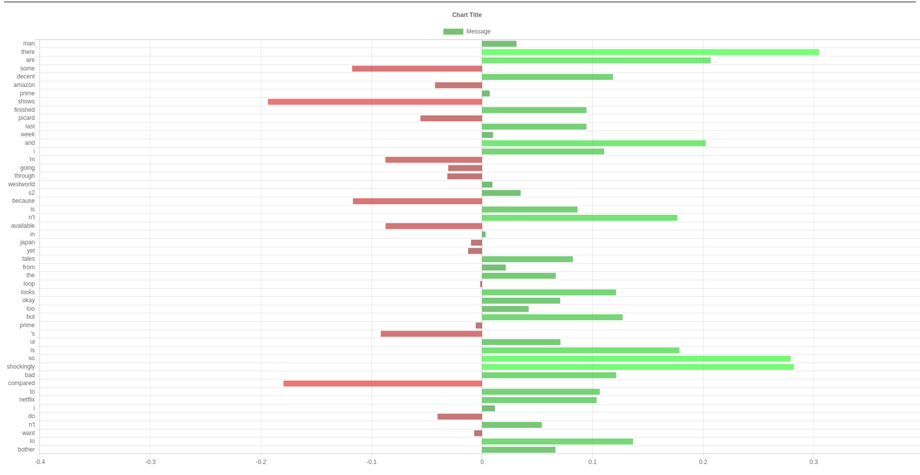 Chart Title
Message
man
there
are
some
decent
amazon
prime
shows
finished
picard
last
week
and
i
'm
going
through
westworld
s2
because
is
n't
available
in
japan
yet
tales
from
the
loop
looks
okay
too
but
prime
's
ui
is
so
shockingly
bad
compared
to
netflix
i
do
n't
want
to
bother
-0.4 -0.3 -0.2 -0.1 0 0.1 0.2 0.3